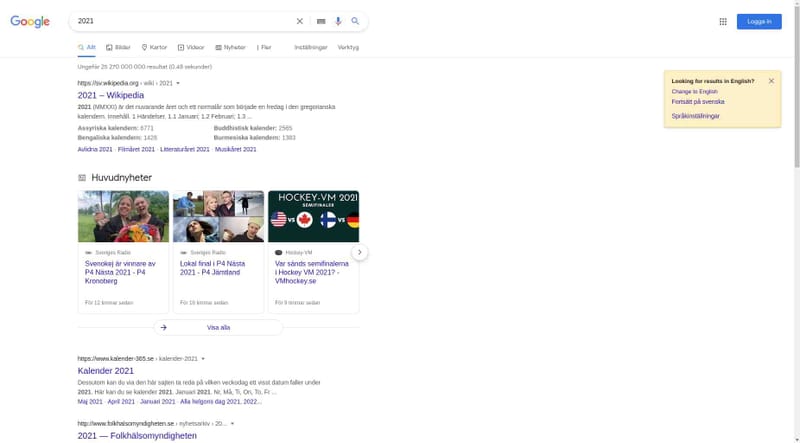 Google
2021
Logga in
Allt
Bilder
Kartor
Videor
Nyheter
Fler
Inställningar
Verktyg
Ungefär 25 270 000 000 resultat (0,48 sekunder)
Looking for results in English?
Change to English
Fortsätt på svenska
Språkinställningar
https://sv.wikipedia.org › wiki › 2021
2021 – Wikipedia
2021 (MMXXI) är det nuvarande året och ett normalår som började en fredag i den gregorianska
kalendern. Innehåll. 1 Händelser. 1.1 Januari; 1.2 Februari; 1.3 ...
Assyriska kalendern: 6771
Buddhistisk kalender: 2565
Bengaliska kalendern: 1428
Burmesiska kalendern: 1383
Avlidna 2021 · Filmåret 2021 · Litteraturåret 2021 · Musikåret 2021
Huvudnyheter
HOCKEY-VM 2021
SEMIFINALER
VS
VS
Sveriges Radio
Svenokej är vinnare av
P4 Nästa 2021 - P4
Kronoberg
För 12 timmar sedan
Sveriges Radio
Lokal final i P4 Nästa
2021 - P4 Jämtland
För 16 timmar sedan
Hockey-VM
Var sänds semifinalerna
i Hockey VM 2021? -
VMhockey.se
För 9 timmar sedan
Visa alla
https://www.kalender-365.se › kalender-2021
Kalender 2021
Dessutom kan du via den här sajten ta reda på vilken veckodag ett visst datum faller under
2021. Här kan du se kalender 2021. Januari 2021. Nr, Må, Ti, On, To, Fr ...
Maj 2021 · April 2021 · Januari 2021 · Alla helgons dag 2021, 2022...
http://www.folkhalsomyndigheten.se › nyhetsarkiv › 20...
2021 — Folkhälsomyndigheten